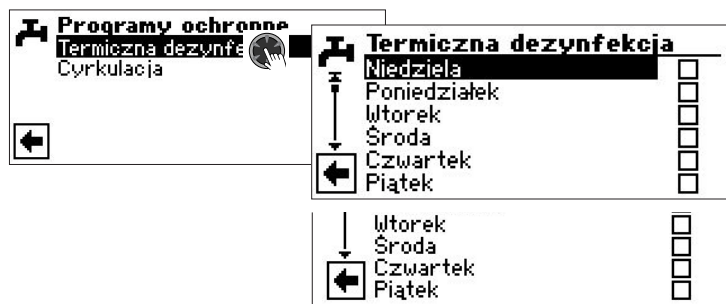 Programy ochronne
Termiczna dezynfe
Cyrkulacja
Termiczna dezynfekcja
Niedziela
Poniedziałek
Wtorek
Środa
Czwartek
Piątek
Wtorek
Środa
Czwartek
Piątek